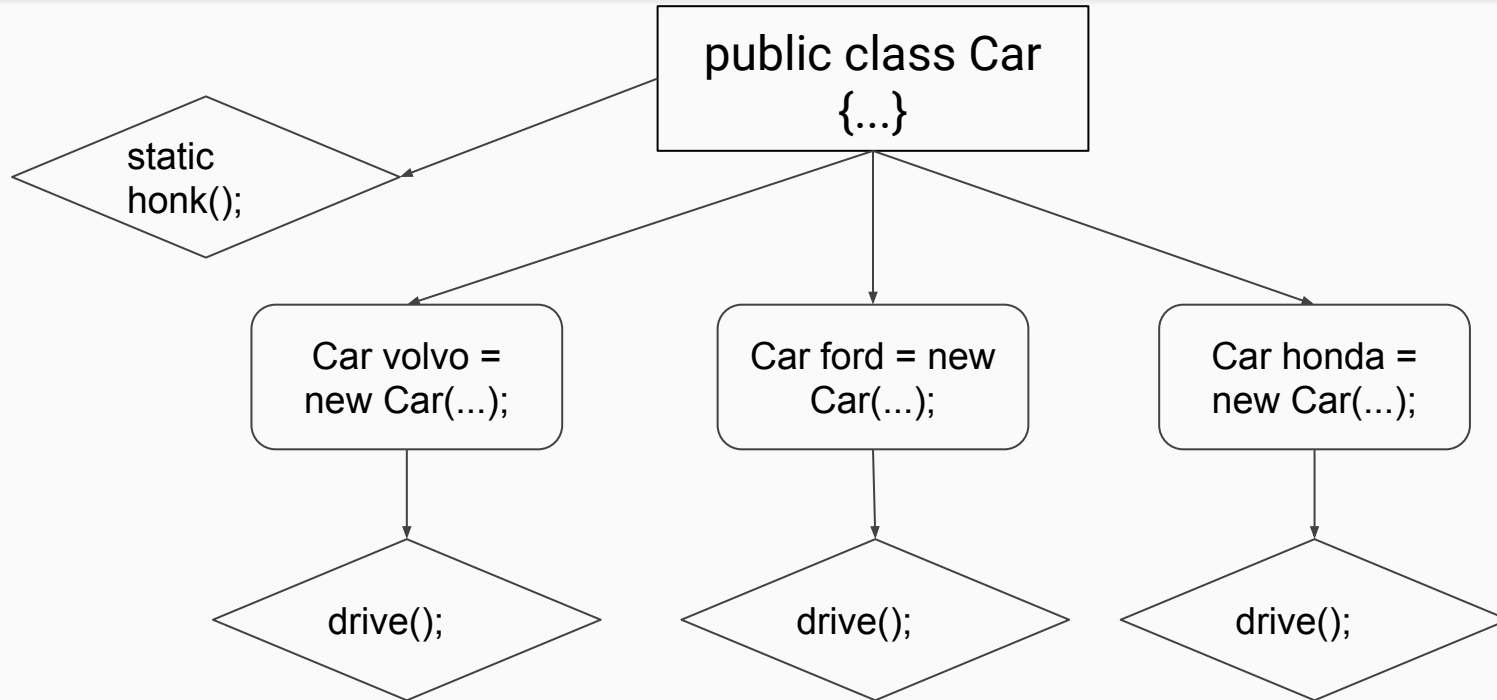 public class Car
{...}
static
honk();
Car volvo =
new Car(...);
Car ford = new
Car(...);
Car honda =
new Car(...);
drive();
drive();
drive();